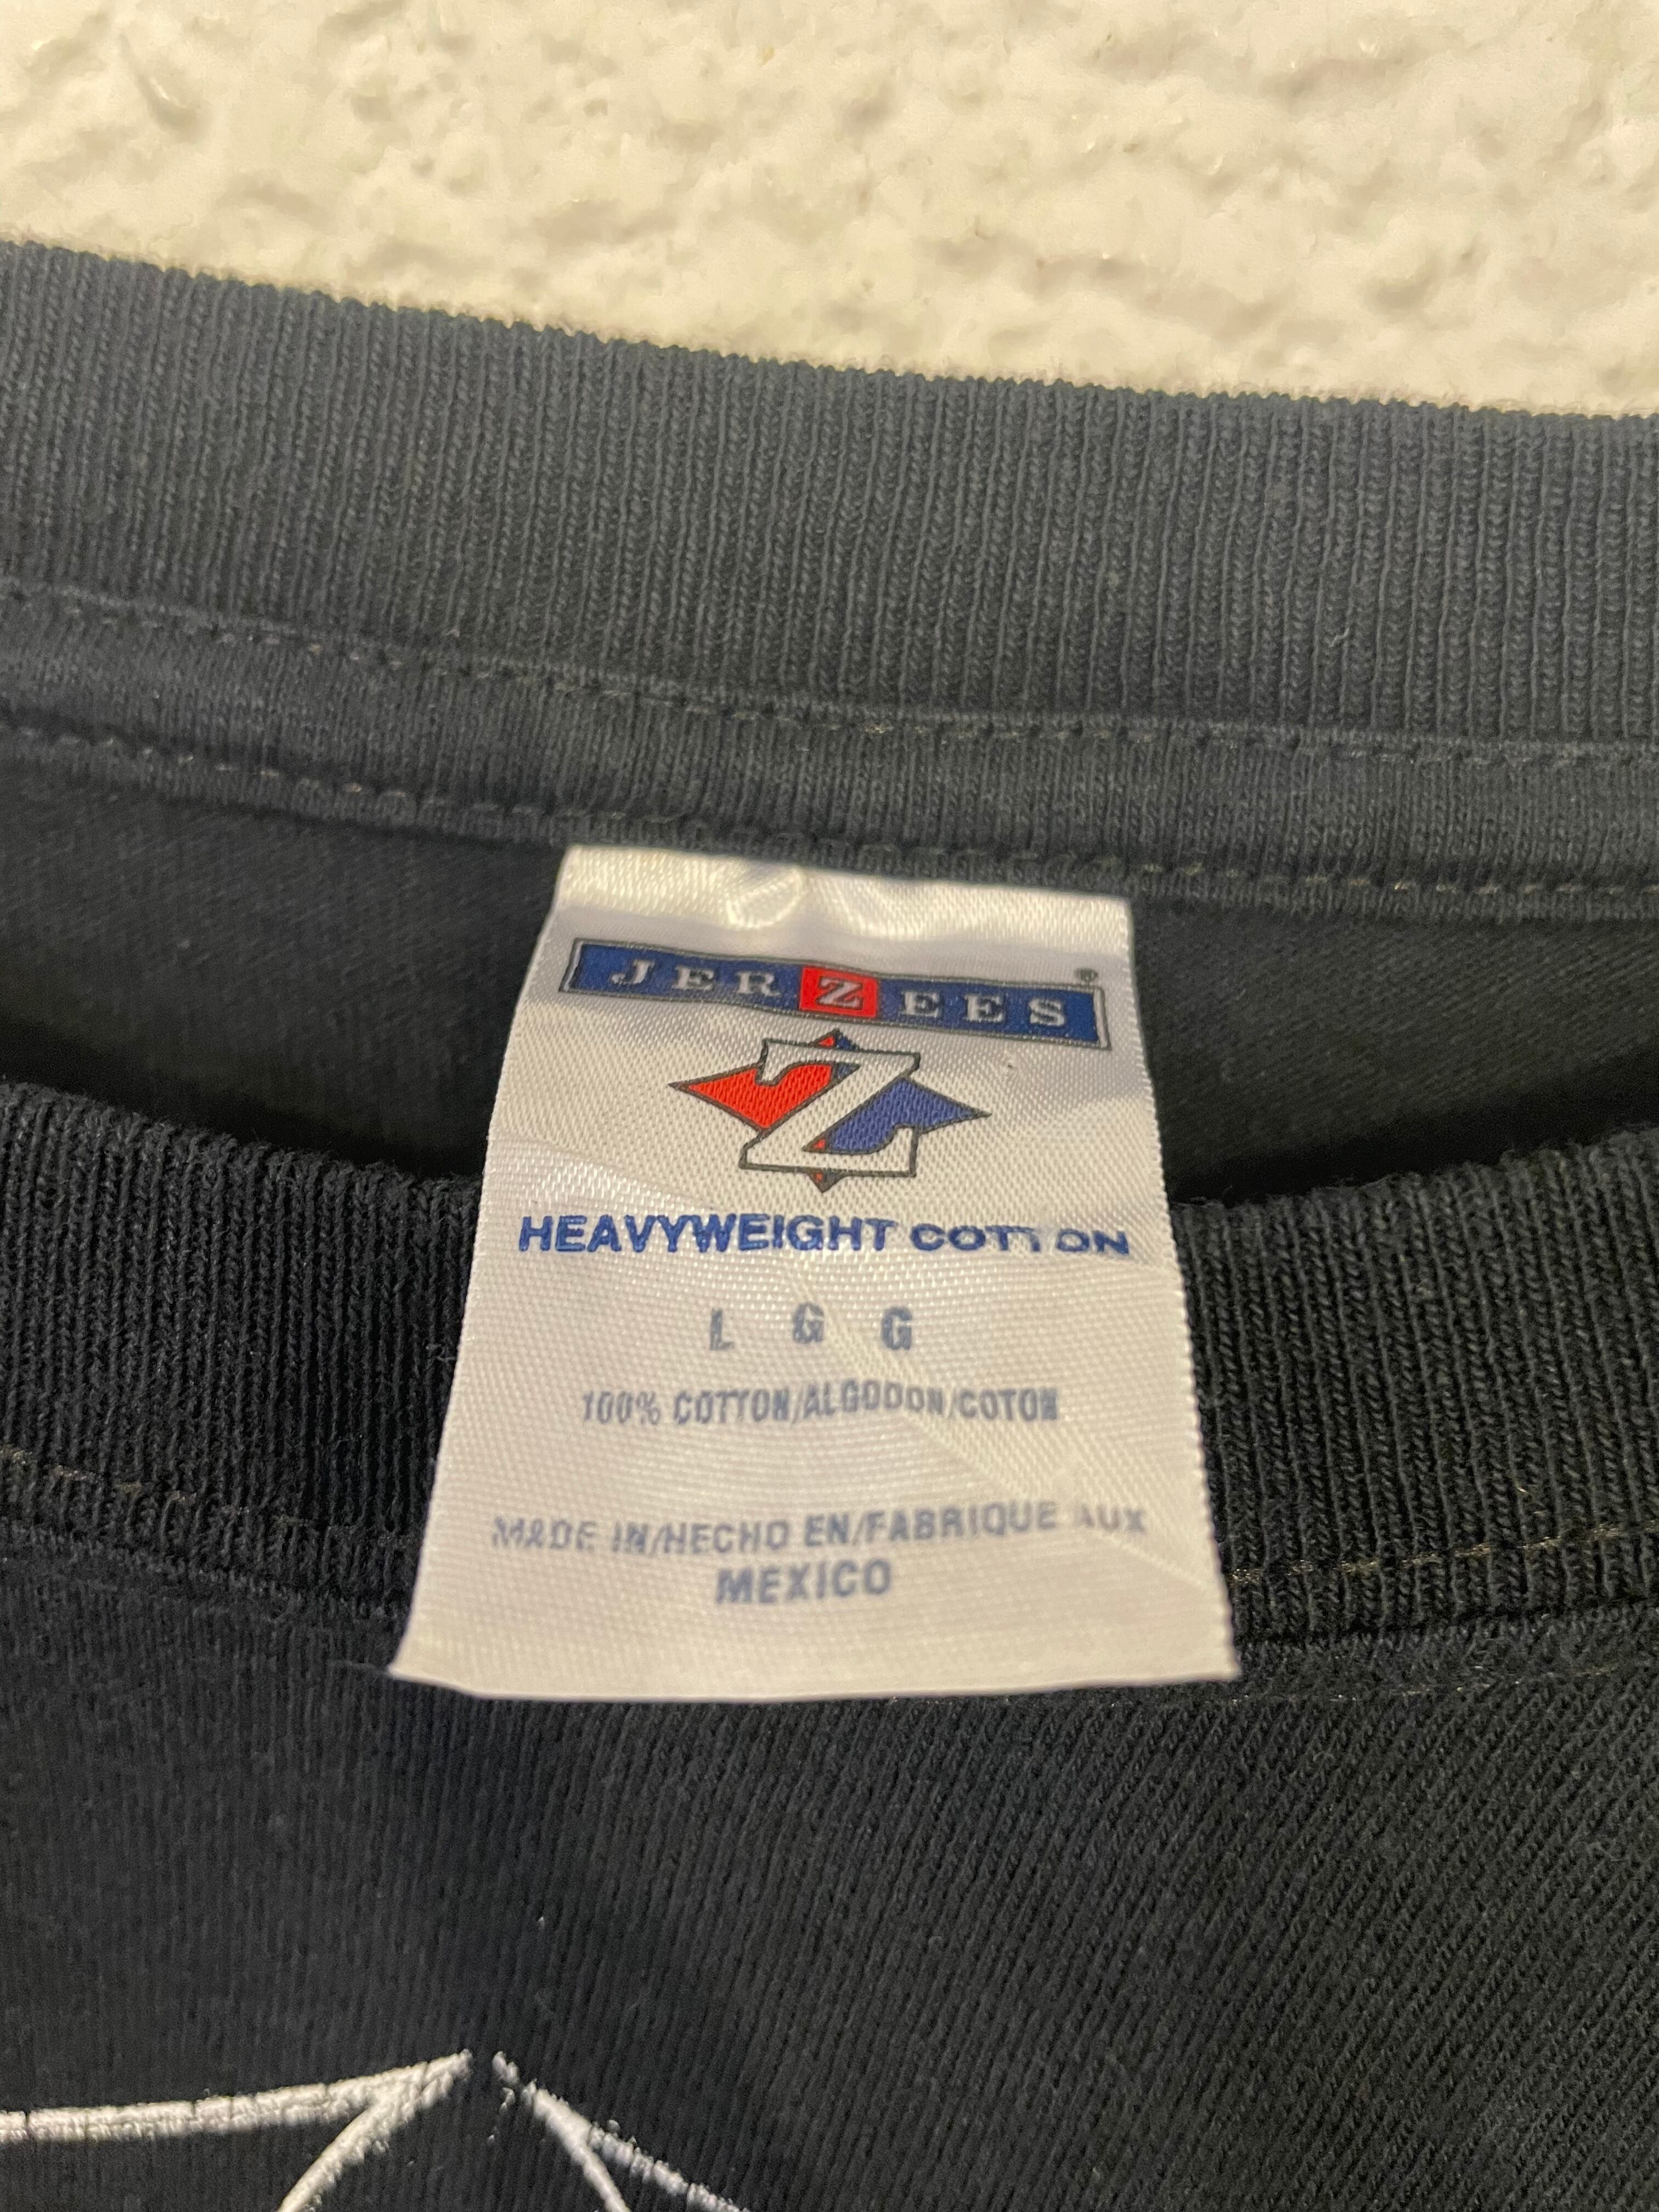 JERZEES®
Z
HEAVYWEIGHT COTTON
L G G
100% COTTON/ALGODON/COTON
MADE IN/HECHO EN/FABRIQUE AUX
MEXICO